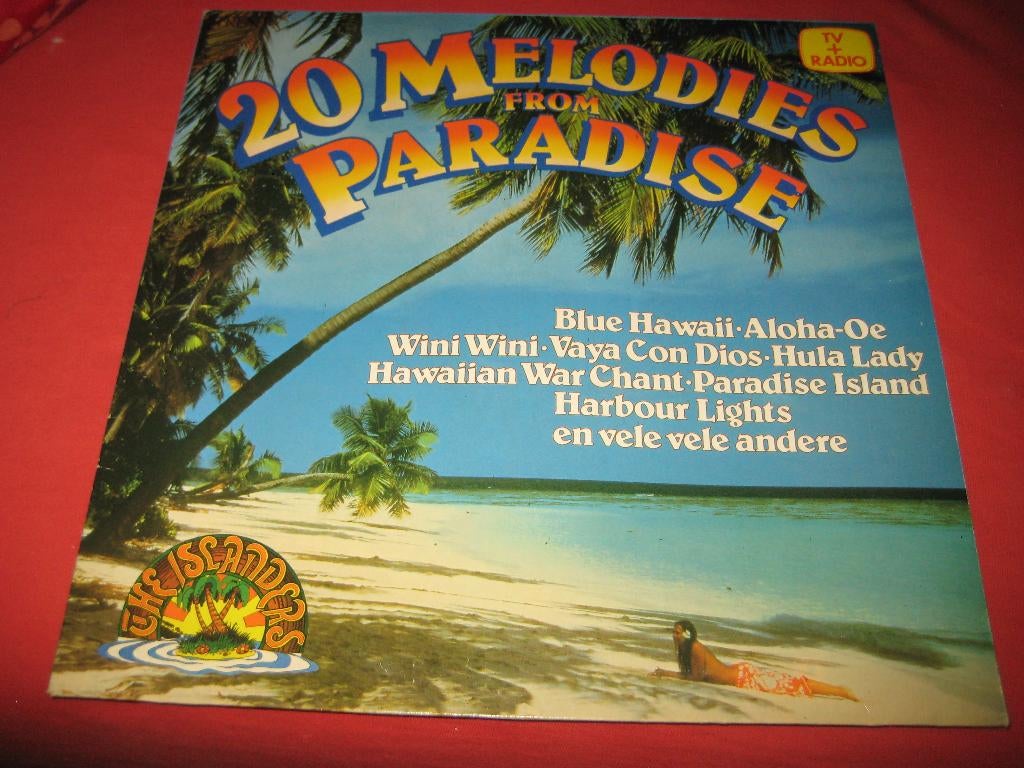 20 MELODIES
FROM
PARADISE
TV
+
RADIO
Blue Hawaii·Aloha-Oe
Wini Wini·Vaya Con Dios·Hula Lady
Hawaiian War Chant·Paradise Island
Harbour Lights
en vele vele andere
THE ISLANDERS